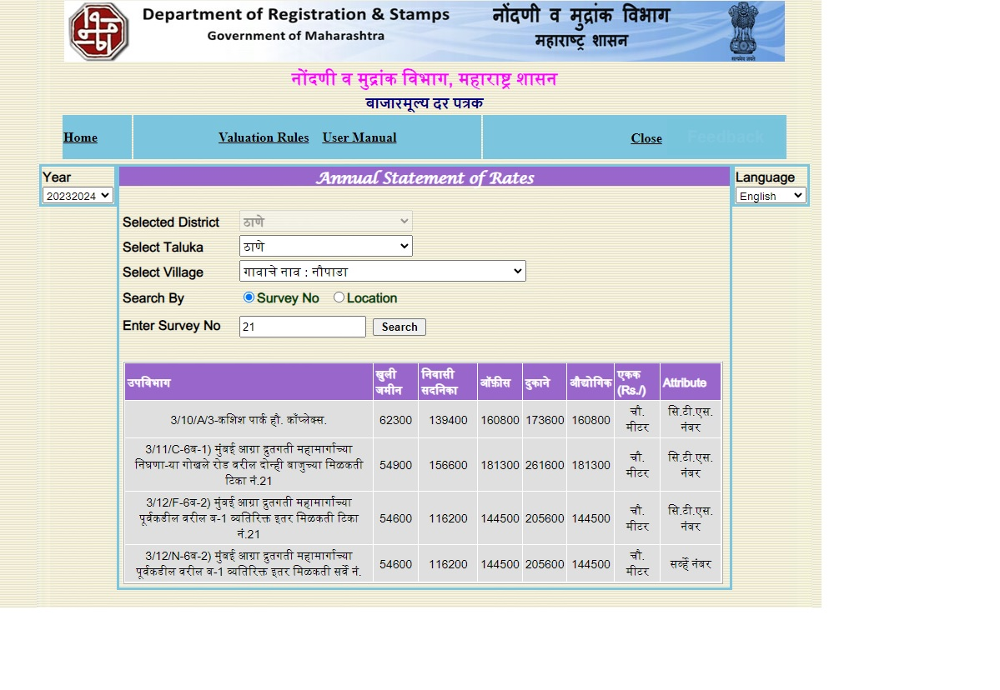 Department of Registration & Stamps
Government of Maharashtra
नोंदणी व मुद्रांक विभाग
महाराष्ट्र शासन
नोंदणी व मुद्रांक विभाग, महाराष्ट्र शासन
बाजारमूल्य दर पत्रक
Home Valuation Rules User Manual Close Feedback
Year Annual Statement of Rates Language
20232024 English
Selected District ठाणे
Select Taluka ठाणे
Select Village गावाचे नाव : नौपाडा
Search By Survey No Location
Enter Survey No 21 Search
उपविभाग खुली जमीन निवासी सदनिका ऑफ़ीस दुकाने औद्योगिक एकक (Rs./) Attribute
3/10/A/3-कशिश पार्क हौ. कॉंप्लेक्स. 62300 139400 160800 173600 160800 चौ. मीटर सि.टी.एस. नंबर
3/11/C-6ब-1) मुंबई आग्रा द्रुतगती महामार्गाच्या
निघणा-या गोखले रोड वरील दोन्ही बाजुच्या मिळकती
टिका नं.21
54900 156600 181300 261600 181300 चौ. मीटर सि.टी.एस. नंबर
3/12/F-6ब-2) मुंबई आग्रा द्रुतगती महामार्गाच्या
पूर्वकडील वरील ब-1 व्यतिरिक्त इतर मिळकती टिका
नं.21
54600 116200 144500 205600 144500 चौ. मीटर सि.टी.एस. नंबर
3/12/N-6ब-2) मुंबई आग्रा द्रुतगती महामार्गाच्या
पूर्वकडील वरील ब-1 व्यतिरिक्त इतर मिळकती सर्वे नं.
54600 116200 144500 205600 144500 चौ. मीटर सर्व्हे नंबर